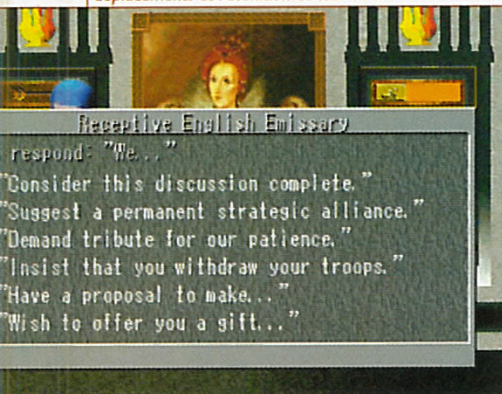 Receptive English Emissary
respond: "We..."
"Consider this discussion complete."
"Suggest a permanent strategic alliance."
"Demand tribute for our patience."
"Insist that you withdraw your troops."
"Have a proposal to make..."
"Wish to offer you a gift..."